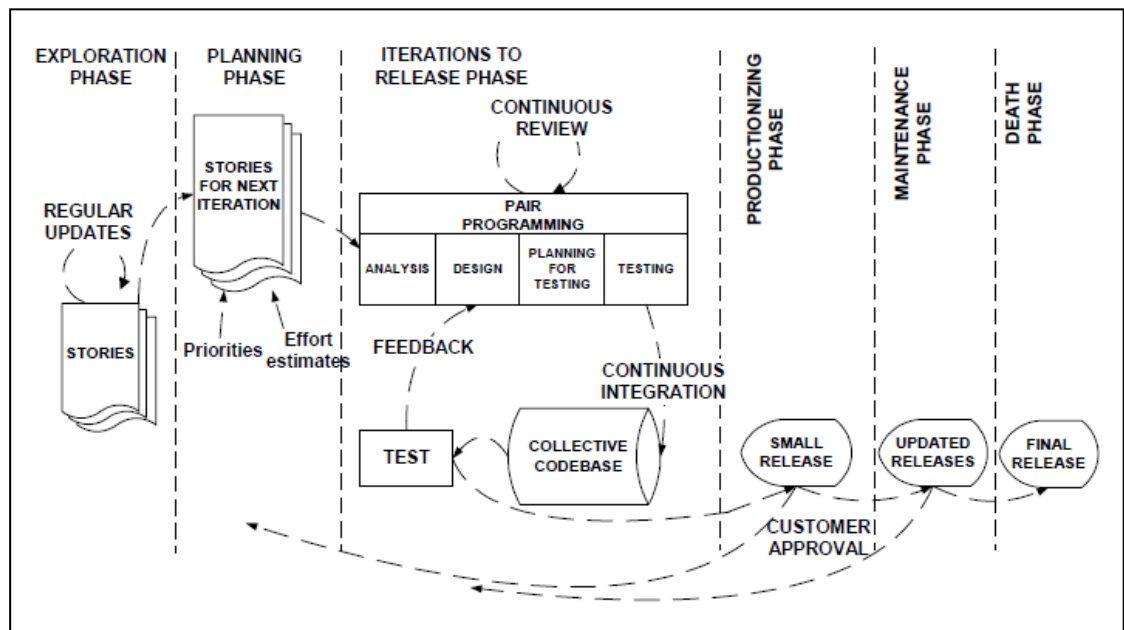 EXPLORATION
PHASE
PLANNING
PHASE
ITERATIONS TO
RELEASE PHASE
PRODUCTIONIZING
PHASE
MAINTENANCE
PHASE
DEATH
PHASE
CONTINUOUS
REVIEW
STORIES
FOR NEXT
ITERATION
REGULAR
UPDATES
PAIR
PROGRAMMING
ANALYSIS
DESIGN
PLANNING
FOR
TESTING
TESTING
STORIES
Priorities
Effort
estimates
FEEDBACK
CONTINUOUS
INTEGRATION
TEST
COLLECTIVE
CODEBASE
SMALL
RELEASE
UPDATED
RELEASES
FINAL
RELEASE
CUSTOMER
APPROVAL